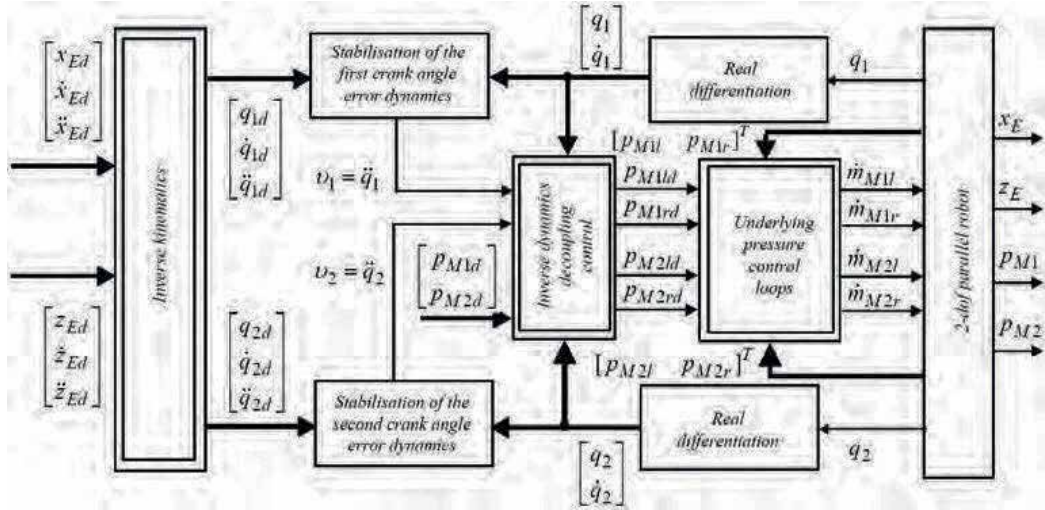 [x_Ed ẋ_Ed ẍ_Ed]
[z_Ed ż_Ed z̈_Ed]
Inverse kinematics
[q_1d q̇_1d q̈_1d]
[q_2d q̇_2d q̈_2d]
Stabilisation of the
first crank angle
error dynamics
υ_1 = q̈_1
υ_2 = q̈_2
[p_M1d p_M2d]
Stabilisation of the
second crank angle
error dynamics
[q_1 q̇_1]
Real
differentiation
q_1
Inverse dynamics
decoupling
control
[p_M1l p_M1r]^T
p_M1ld
p_M1rd
p_M2ld
p_M2rd
[p_M2l p_M2r]^T
Underlying
pressure
control
loops
ṁ_M1l
ṁ_M1r
ṁ_M2l
ṁ_M2r
[q_2 q̇_2]
Real
differentiation
q_2
2-dof parallel robot
x_E
z_E
p_M1
p_M2